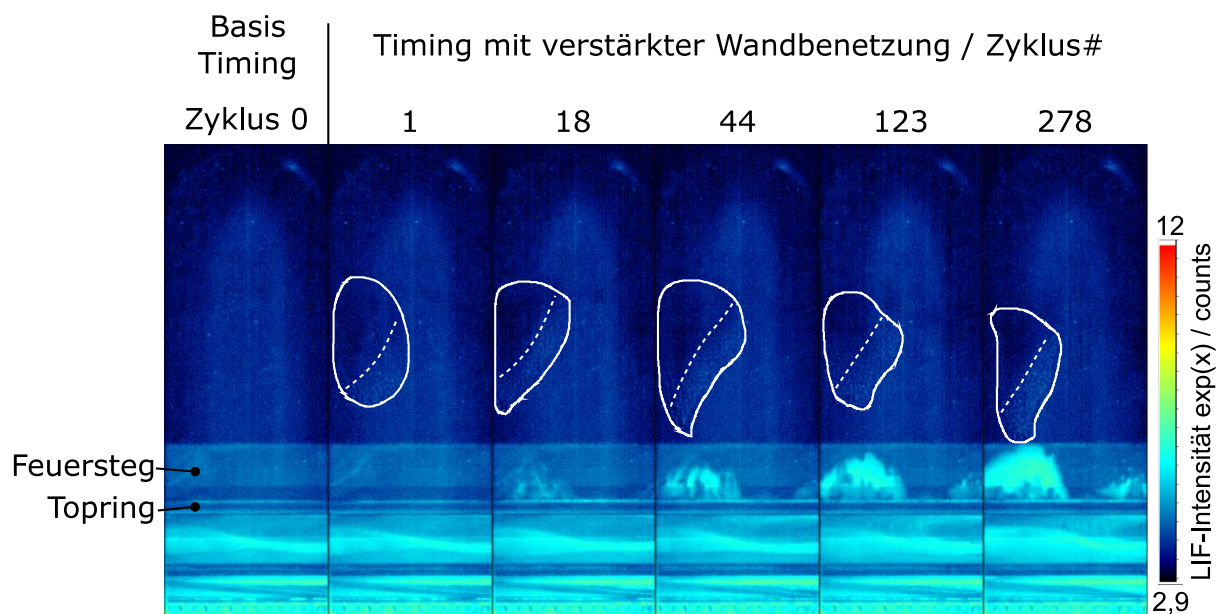 Basis
Timing
Timing mit verstärkter Wandbenetzung / Zyklus#
Zyklus 0
1
18
44
123
278
Feuersteg
Topring
12
LIF-Intensität exp(x) / counts
2,9